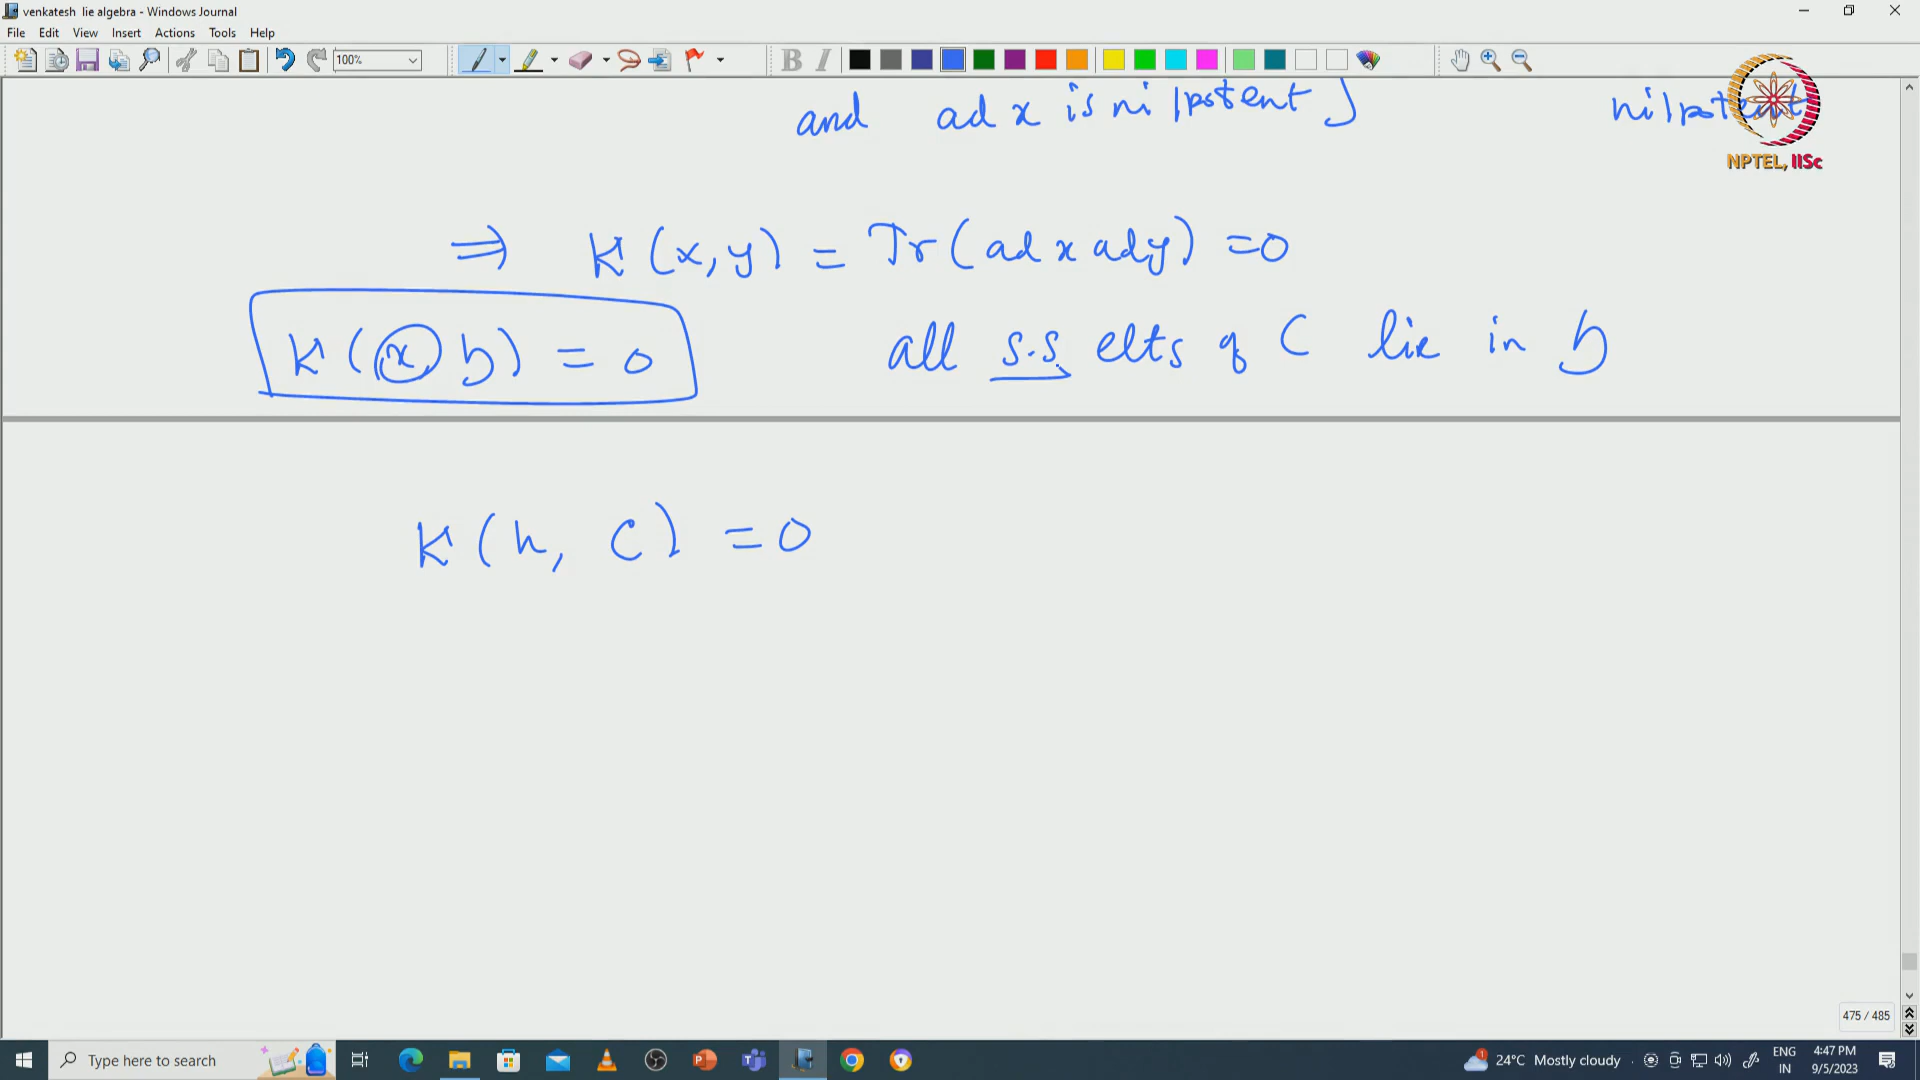 venkatesh lie algebra - Windows Journal
File Edit View Insert Actions Tools Help
100%
B I
and ad x is nilpotent } nilpotent
NPTEL, IISc
⇒ K(x, y) = Tr(ad x ad y) = 0
K(x, 𝔥) = 0 all s.s elts of C lie in 𝔥
K(h, C) = 0
475 / 485
Type here to search
24°C Mostly cloudy
ENG
IN
4:47 PM
9/5/2023